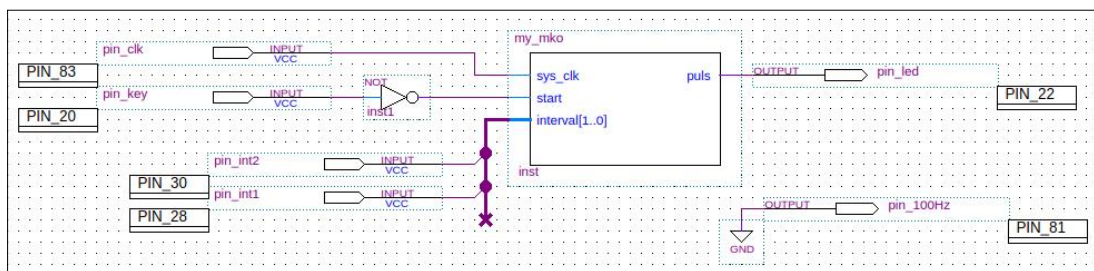 my_mko
pin_clk INPUT VCC
PIN_83
sys_clk puls OUTPUT pin_led
pin_key INPUT VCC NOT inst1
start
PIN_22
PIN_20
interval[1..0]
pin_int2 INPUT VCC
inst
PIN_30
pin_int1 INPUT VCC
PIN_28
OUTPUT pin_100Hz
GND
PIN_81